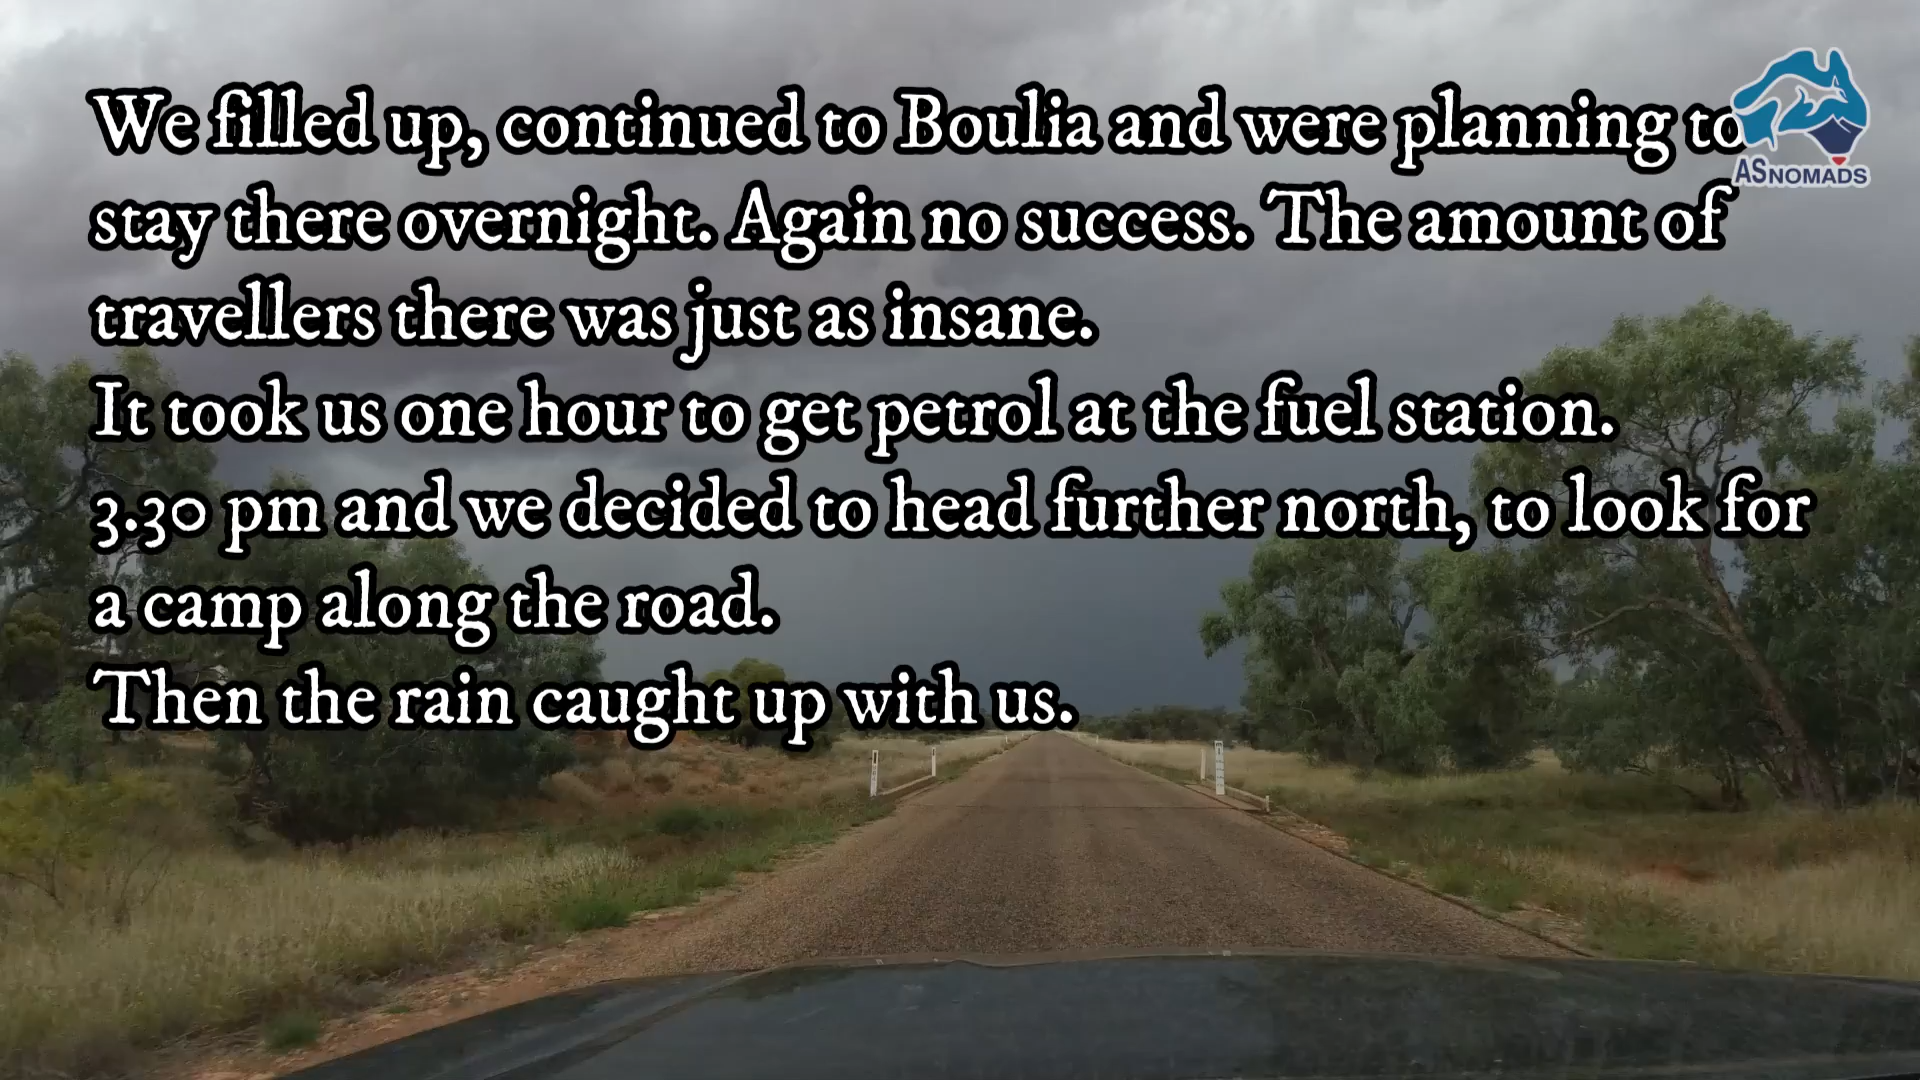 We filled up, continued to Boulia and were planning to
stay there overnight. Again no success. The amount of
travellers there was just as insane.
It took us one hour to get petrol at the fuel station.
3.30 pm and we decided to head further north, to look for
a camp along the road.
Then the rain caught up with us.
ASNOMADS